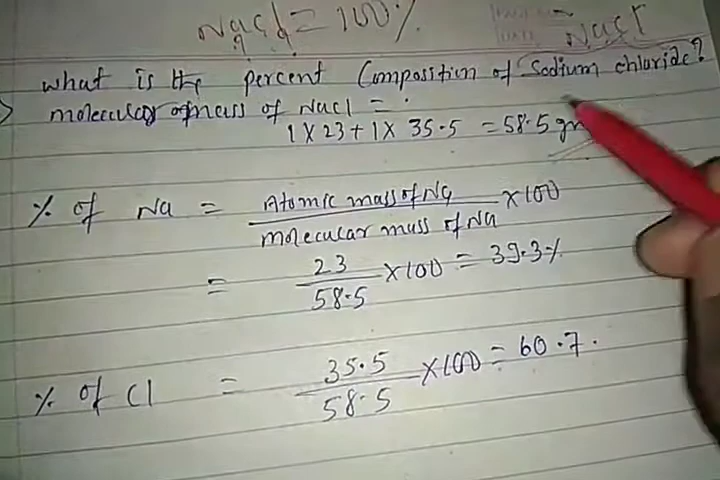 Nacl = 100%
Nacl
what is the percent Composition of Sodium chloride?
molecular of mass of Nacl = .
1 X 23 + 1 X 35.5 = 58.5 gm
% of Na = Atomic mass of Na X 100
molecular mass of Na
= 23 X 100 = 39.3%
58.5
% of Cl = 35.5 X 100 = 60.7.
58.5